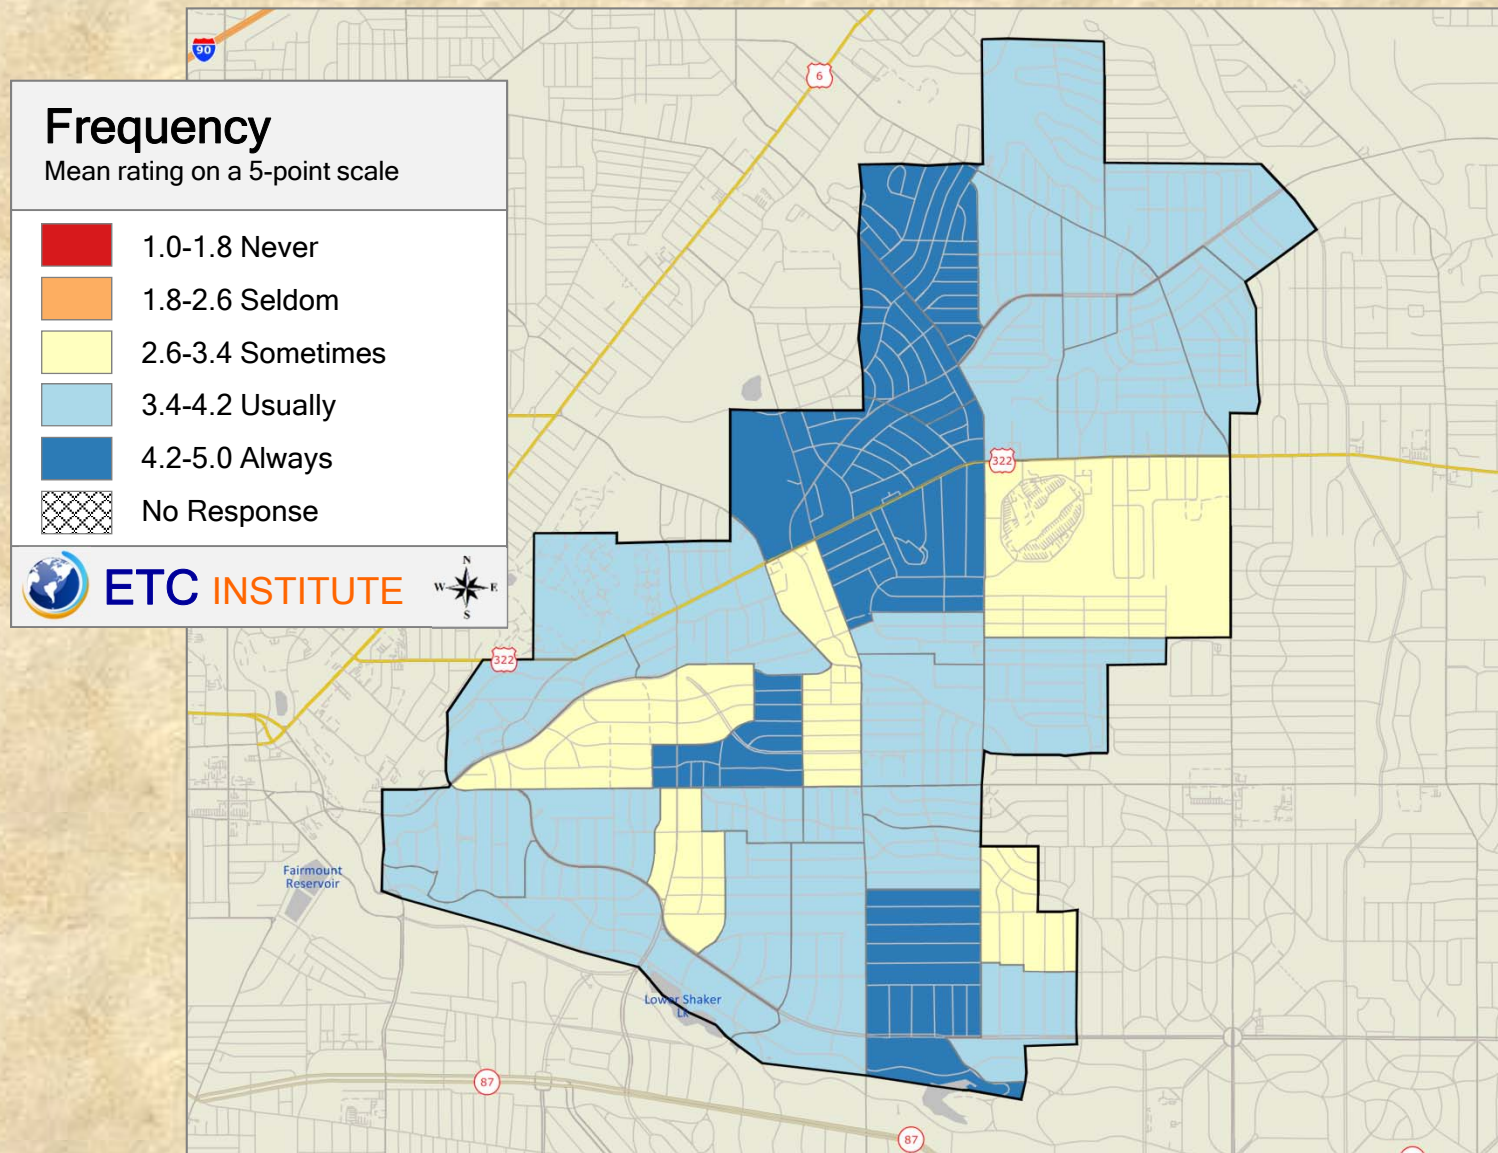 90
6
Frequency
Mean rating on a 5-point scale
1.0-1.8 Never
1.8-2.6 Seldom
2.6-3.4 Sometimes
3.4-4.2 Usually
4.2-5.0 Always
No Response
ETC INSTITUTE
N
W E
S
322
322
Fairmount
Reservoir
Lower Shaker
Lk
87
87